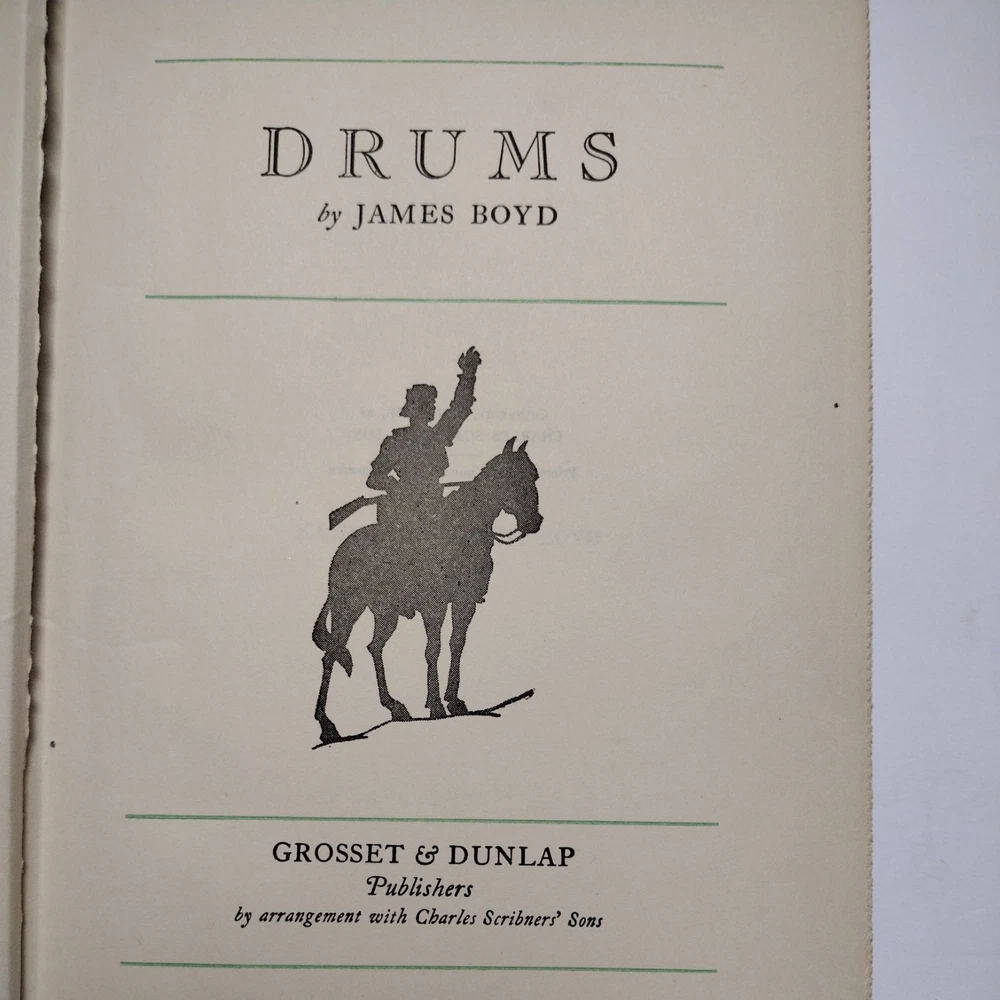 DRUMS
by JAMES BOYD
GROSSET & DUNLAP
Publishers
by arrangement with Charles Scribners' Sons